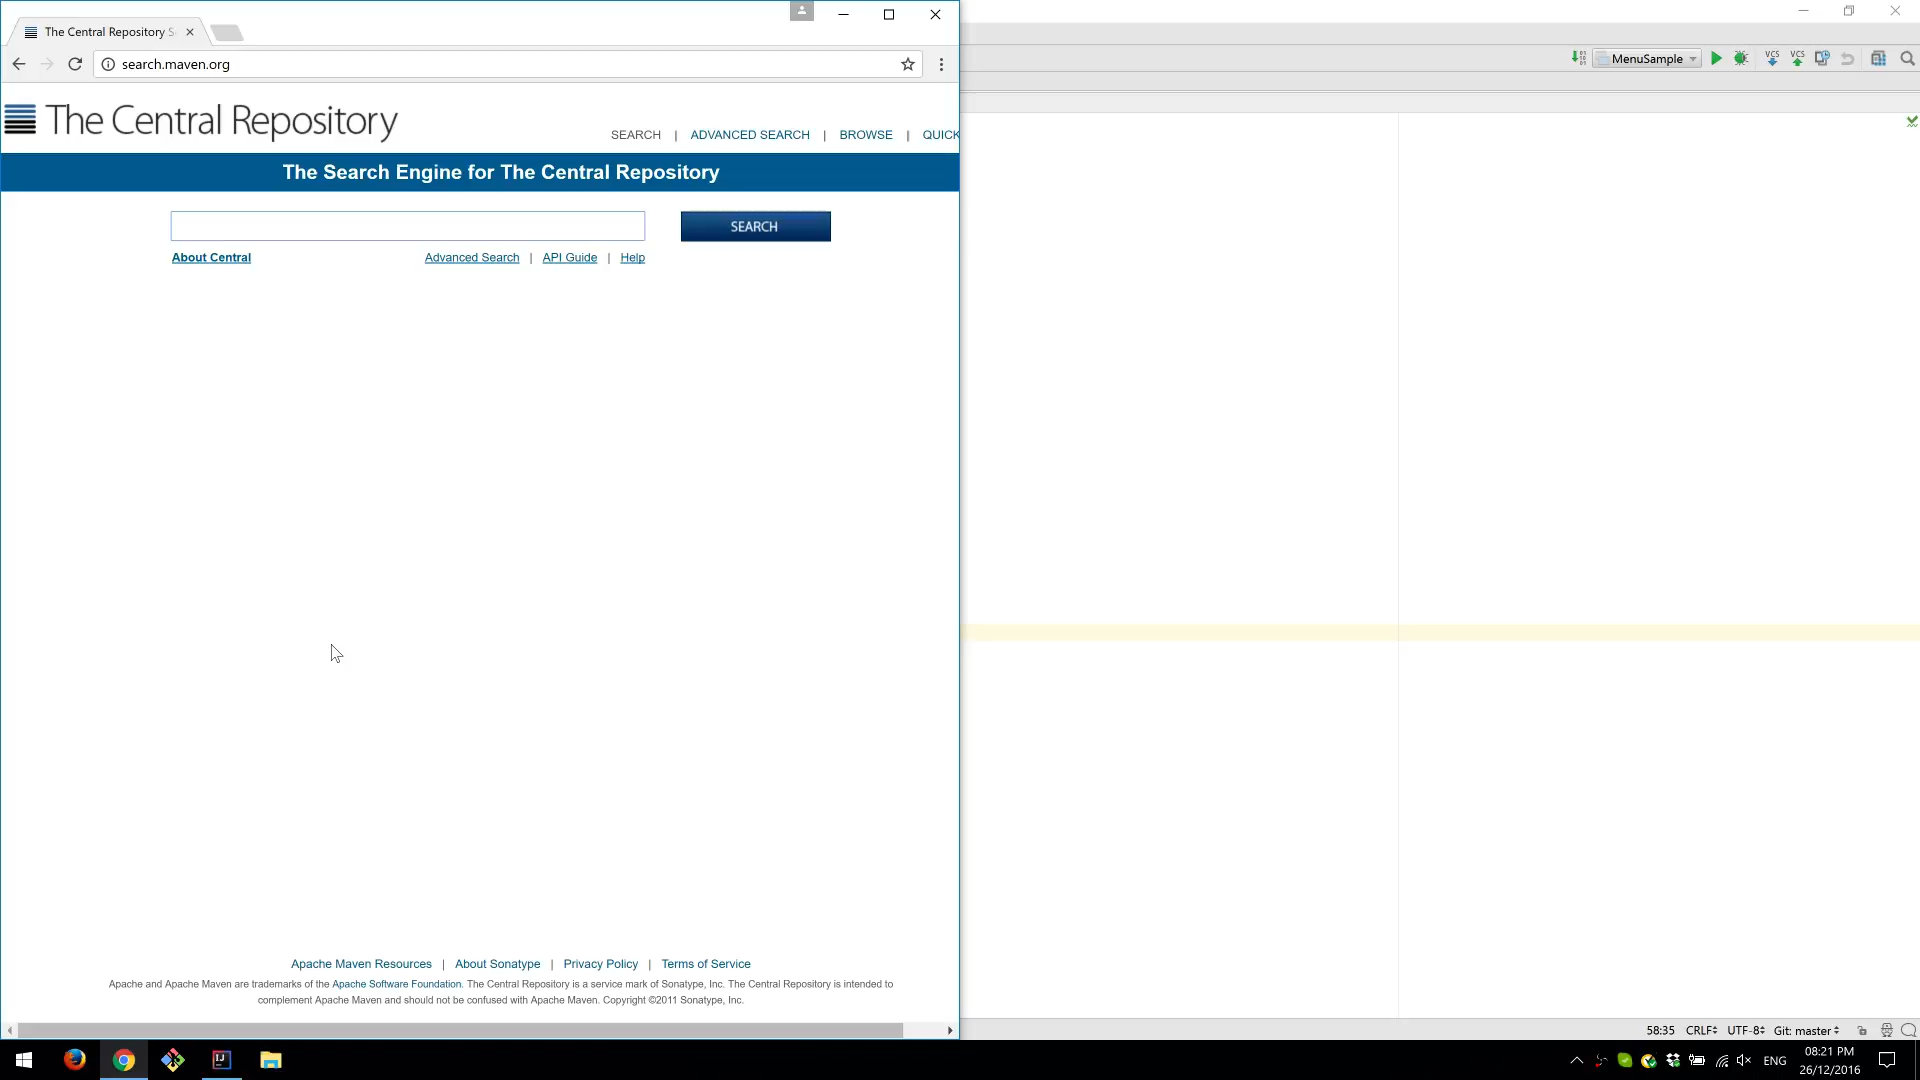 The Central Repository S
search.maven.org
MenuSample
VCS VCS
The Central Repository
SEARCH | ADVANCED SEARCH | BROWSE | QUICK
The Search Engine for The Central Repository
SEARCH
About Central Advanced Search | API Guide | Help
Apache Maven Resources | About Sonatype | Privacy Policy | Terms of Service
Apache and Apache Maven are trademarks of the Apache Software Foundation. The Central Repository is a service mark of Sonatype, Inc. The Central Repository is intended to
complement Apache Maven and should not be confused with Apache Maven. Copyright ©2011 Sonatype, Inc.
58:35 CRLF UTF-8 Git: master
IJ
ENG
08:21 PM
26/12/2016